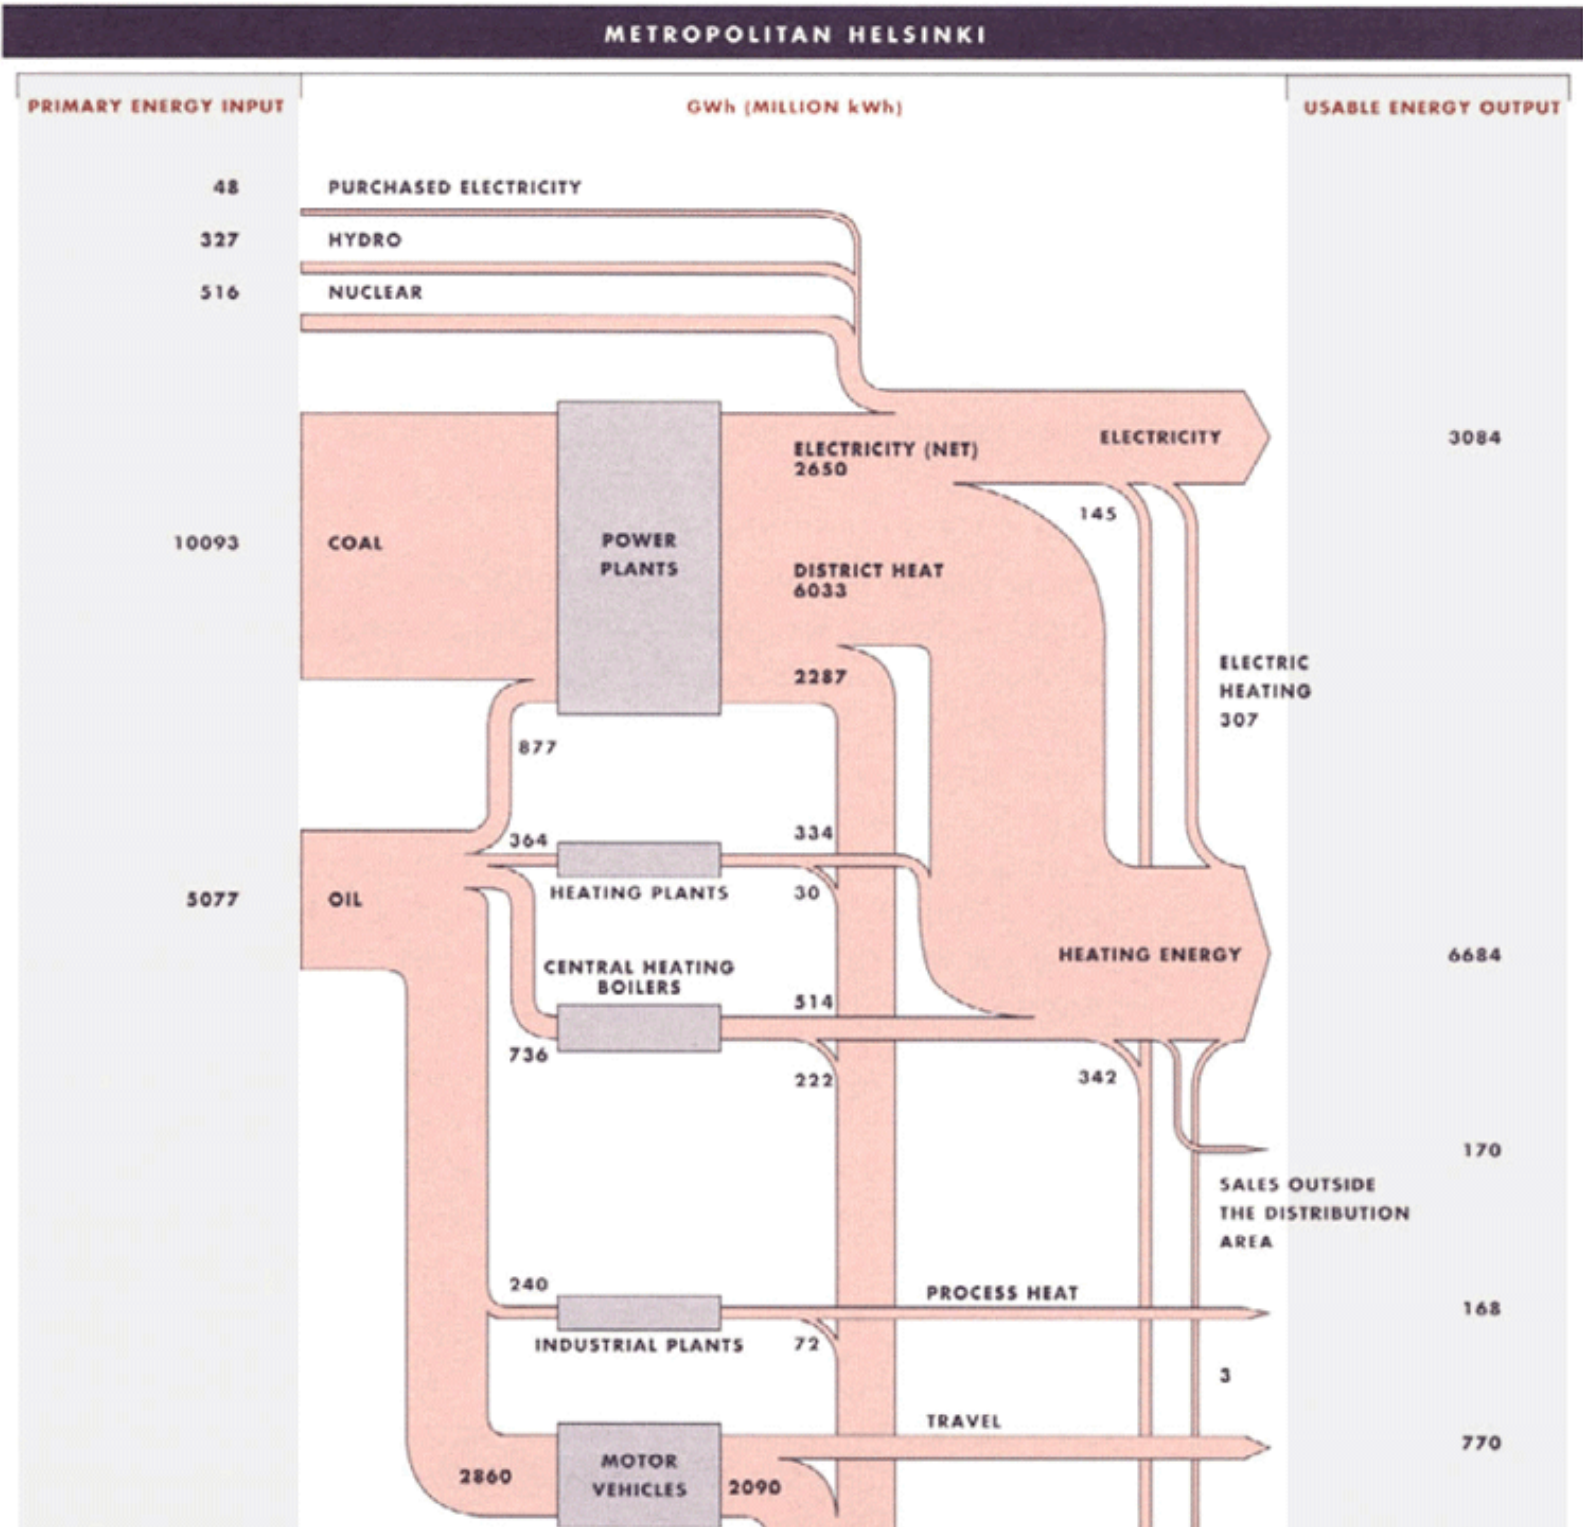 METROPOLITAN HELSINKI
PRIMARY ENERGY INPUT
GWh (MILLION kWh)
USABLE ENERGY OUTPUT
48
PURCHASED ELECTRICITY
327
HYDRO
516
NUCLEAR
ELECTRICITY
3084
ELECTRICITY (NET)
2650
145
10093
COAL
POWER
PLANTS
DISTRICT HEAT
6033
2287
ELECTRIC
HEATING
307
877
364
334
HEATING PLANTS
30
5077
OIL
HEATING ENERGY
6684
CENTRAL HEATING
BOILERS
514
736
222
342
170
SALES OUTSIDE
THE DISTRIBUTION
AREA
240
PROCESS HEAT
168
INDUSTRIAL PLANTS
72
3
TRAVEL
770
2860
MOTOR
VEHICLES
2090